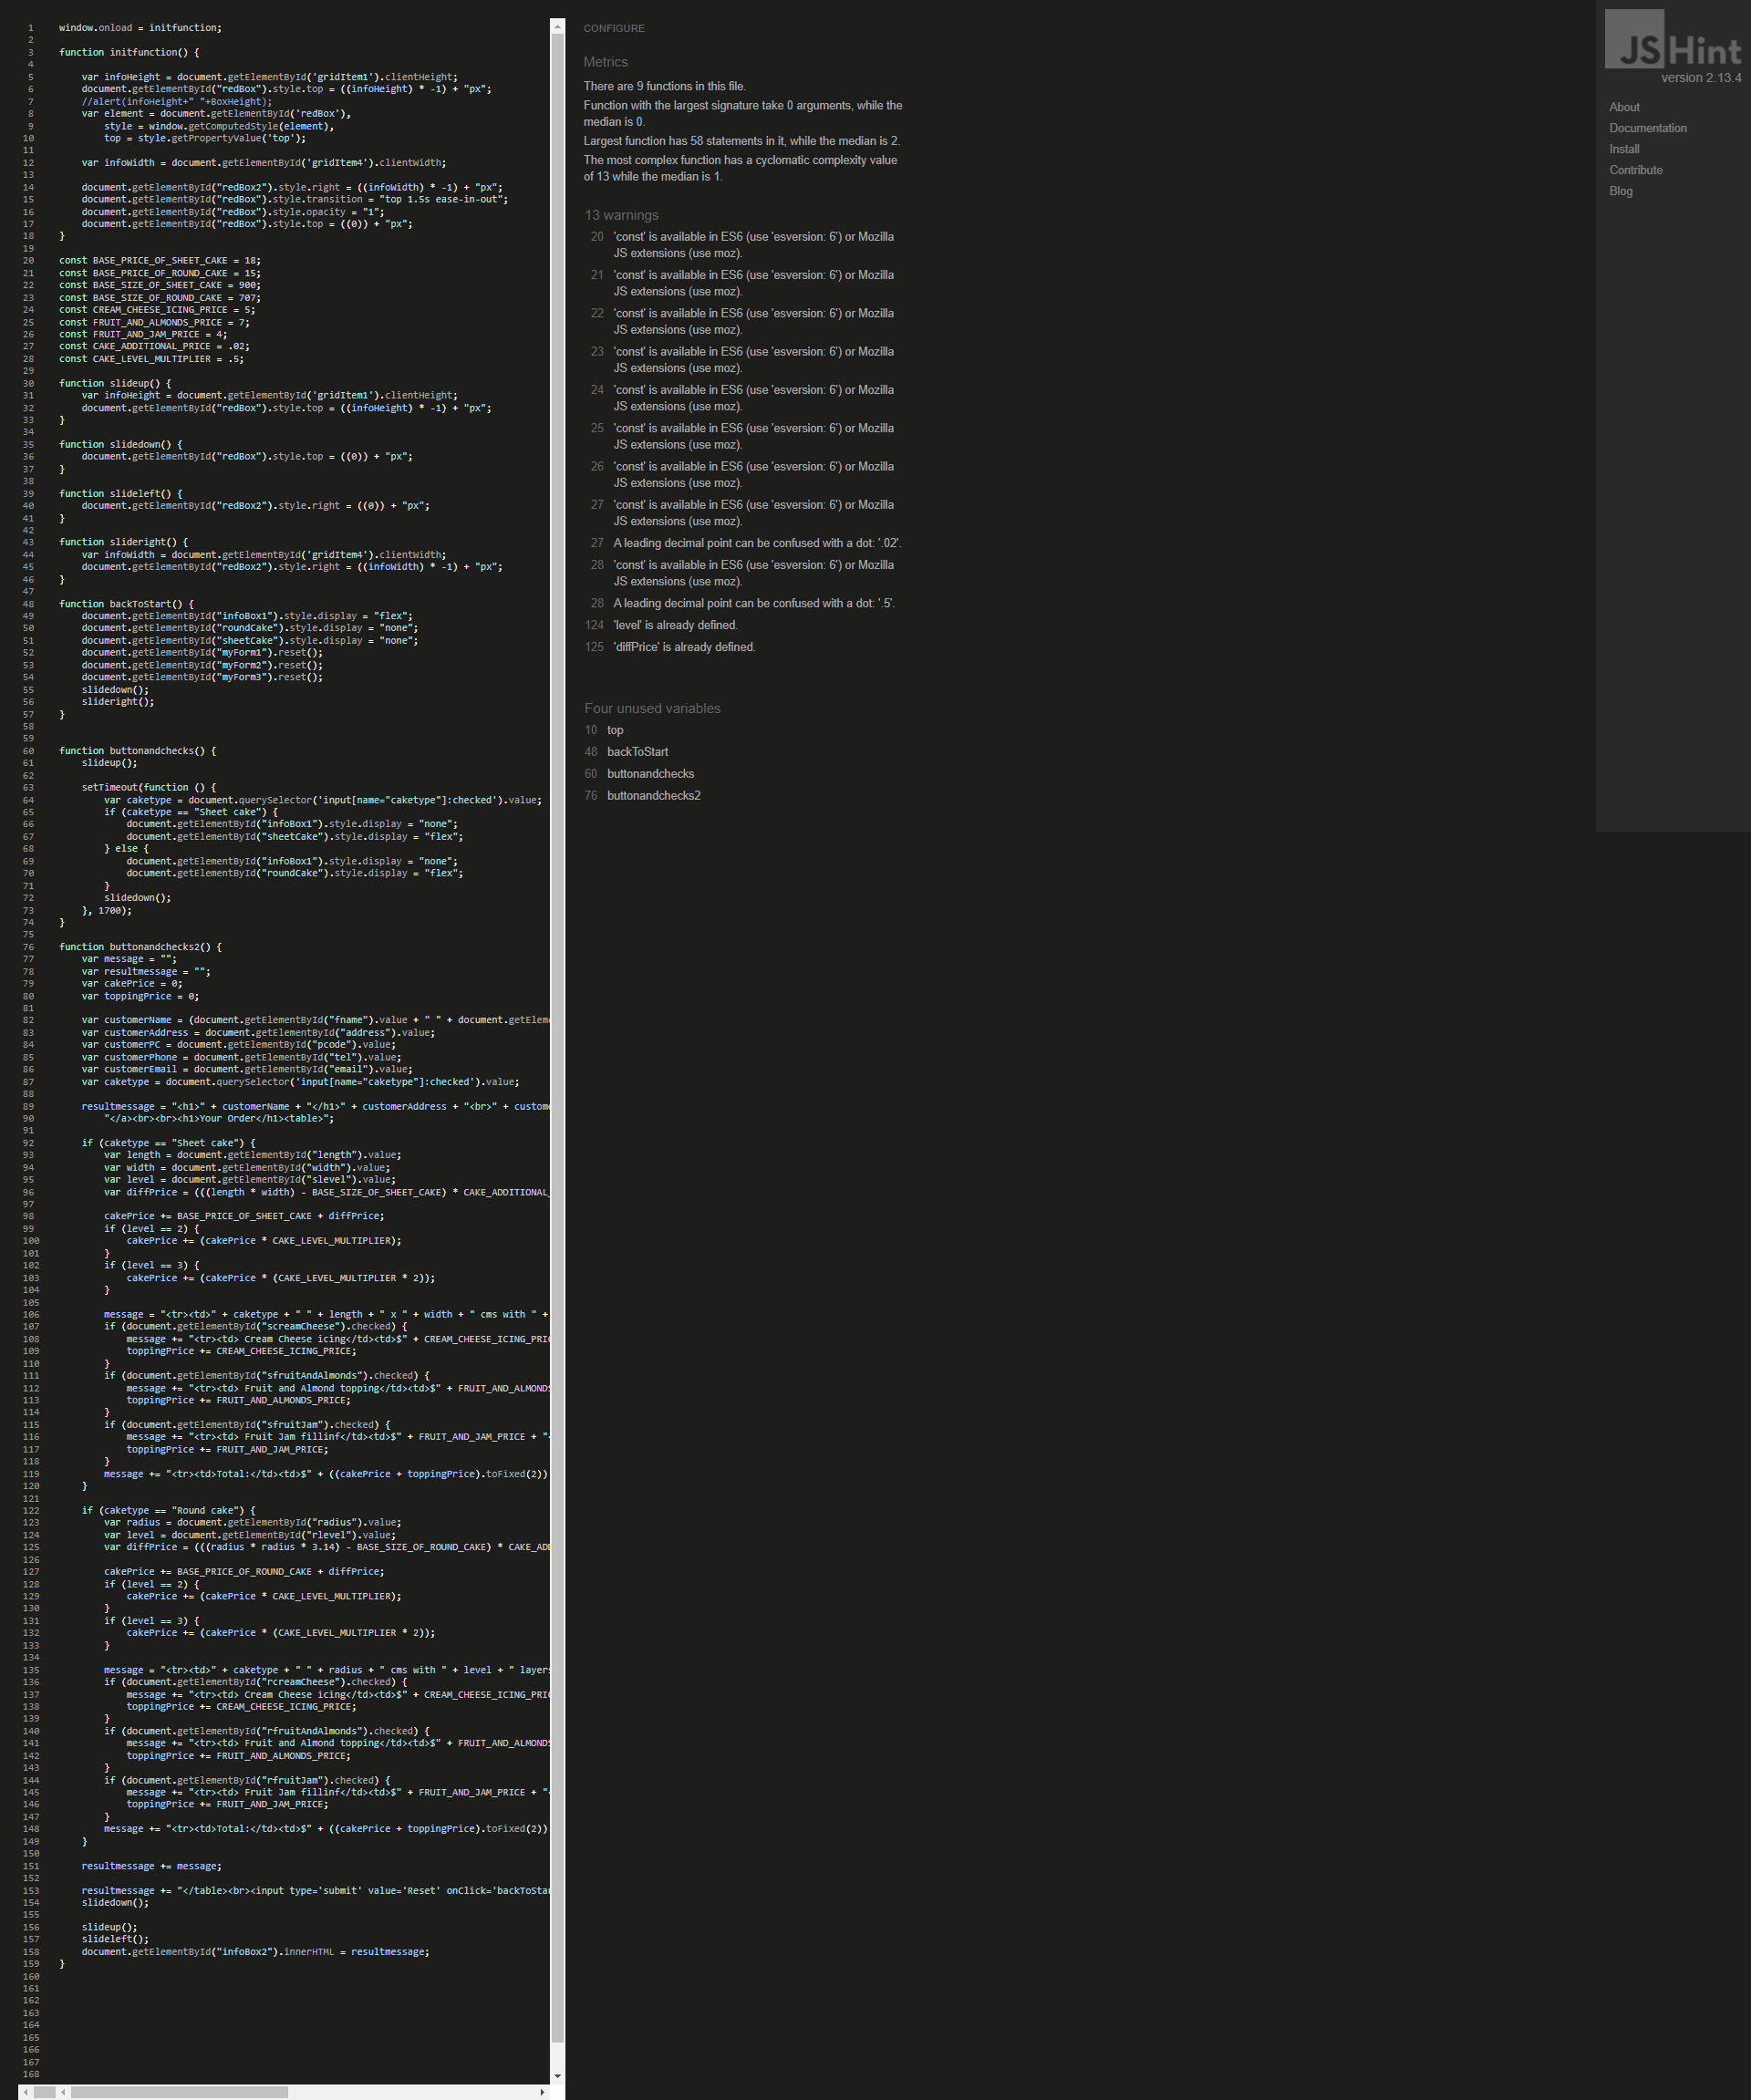 1 window.onload = initfunction;
2
3 function initfunction() {
4
5 var infoHeight = document.getElementById('gridItem1').clientHeight;
6 document.getElementById("redBox").style.top = ((infoHeight) * -1) + "px";
7 //alert(infoHeight+" "+BoxHeight);
8 var element = document.getElementById('redBox'),
9 style = window.getComputedStyle(element),
10 top = style.getPropertyValue('top');
11
12 var infoWidth = document.getElementById('gridItem4').clientWidth;
13
14 document.getElementById("redBox2").style.right = ((infoWidth) * -1) + "px";
15 document.getElementById("redBox").style.transition = "top 1.5s ease-in-out";
16 document.getElementById("redBox").style.opacity = "1";
17 document.getElementById("redBox").style.top = ((0)) + "px";
18 }
19
20 const BASE_PRICE_OF_SHEET_CAKE = 18;
21 const BASE_PRICE_OF_ROUND_CAKE = 15;
22 const BASE_SIZE_OF_SHEET_CAKE = 900;
23 const BASE_SIZE_OF_ROUND_CAKE = 707;
24 const CREAM_CHEESE_ICING_PRICE = 5;
25 const FRUIT_AND_ALMONDS_PRICE = 7;
26 const FRUIT_AND_JAM_PRICE = 4;
27 const CAKE_ADDITIONAL_PRICE = .02;
28 const CAKE_LEVEL_MULTIPLIER = .5;
29
30 function slideup() {
31 var infoHeight = document.getElementById('gridItem1').clientHeight;
32 document.getElementById("redBox").style.top = ((infoHeight) * -1) + "px";
33 }
34
35 function slidedown() {
36 document.getElementById("redBox").style.top = ((0)) + "px";
37 }
38
39 function slideleft() {
40 document.getElementById("redBox2").style.right = ((0)) + "px";
41 }
42
43 function slideright() {
44 var infoWidth = document.getElementById('gridItem4').clientWidth;
45 document.getElementById("redBox2").style.right = ((infoWidth) * -1) + "px";
46 }
47
48 function backToStart() {
49 document.getElementById("infoBox1").style.display = "flex";
50 document.getElementById("roundCake").style.display = "none";
51 document.getElementById("sheetCake").style.display = "none";
52 document.getElementById("myForm1").reset();
53 document.getElementById("myForm2").reset();
54 document.getElementById("myForm3").reset();
55 slidedown();
56 slideright();
57 }
58
59
60 function buttonandchecks() {
61 slideup();
62
63 setTimeout(function () {
64 var caketype = document.querySelector('input[name="caketype"]:checked').value;
65 if (caketype == "Sheet cake") {
66 document.getElementById("infoBox1").style.display = "none";
67 document.getElementById("sheetCake").style.display = "flex";
68 } else {
69 document.getElementById("infoBox1").style.display = "none";
70 document.getElementById("roundCake").style.display = "flex";
71 }
72 slidedown();
73 }, 1700);
74 }
75
76 function buttonandchecks2() {
77 var message = "";
78 var resultmessage = "";
79 var cakePrice = 0;
80 var toppingPrice = 0;
81
82 var customerName = (document.getElementById("fname").value + " " + document.getEleme
83 var customerAddress = document.getElementById("address").value;
84 var customerPC = document.getElementById("pcode").value;
85 var customerPhone = document.getElementById("tel").value;
86 var customerEmail = document.getElementById("email").value;
87 var caketype = document.querySelector('input[name="caketype"]:checked').value;
88
89 resultmessage = "<h1>" + customerName + "</h1>" + customerAddress + "<br>" + custome
90 "</a><br><br><h1>Your Order</h1><table>";
91
92 if (caketype == "Sheet cake") {
93 var length = document.getElementById("length").value;
94 var width = document.getElementById("width").value;
95 var level = document.getElementById("slevel").value;
96 var diffPrice = (((length * width) - BASE_SIZE_OF_SHEET_CAKE) * CAKE_ADDITIONAL_
97
98 cakePrice += BASE_PRICE_OF_SHEET_CAKE + diffPrice;
99 if (level == 2) {
100 cakePrice += (cakePrice * CAKE_LEVEL_MULTIPLIER);
101 }
102 if (level == 3) {
103 cakePrice += (cakePrice * (CAKE_LEVEL_MULTIPLIER * 2));
104 }
105
106 message = "<tr><td>" + caketype + " " + length + " x " + width + " cms with " +
107 if (document.getElementById("screamCheese").checked) {
108 message += "<tr><td> Cream Cheese icing</td><td>$" + CREAM_CHEESE_ICING_PRIC
109 toppingPrice += CREAM_CHEESE_ICING_PRICE;
110 }
111 if (document.getElementById("sfruitAndAlmonds").checked) {
112 message += "<tr><td> Fruit and Almond topping</td><td>$" + FRUIT_AND_ALMONDS
113 toppingPrice += FRUIT_AND_ALMONDS_PRICE;
114 }
115 if (document.getElementById("sfruitJam").checked) {
116 message += "<tr><td> Fruit Jam fillinf</td><td>$" + FRUIT_AND_JAM_PRICE + "<
117 toppingPrice += FRUIT_AND_JAM_PRICE;
118 }
119 message += "<tr><td>Total:</td><td>$" + ((cakePrice + toppingPrice).toFixed(2))
120 }
121
122 if (caketype == "Round cake") {
123 var radius = document.getElementById("radius").value;
124 var level = document.getElementById("rlevel").value;
125 var diffPrice = (((radius * radius * 3.14) - BASE_SIZE_OF_ROUND_CAKE) * CAKE_ADD
126
127 cakePrice += BASE_PRICE_OF_ROUND_CAKE + diffPrice;
128 if (level == 2) {
129 cakePrice += (cakePrice * CAKE_LEVEL_MULTIPLIER);
130 }
131 if (level == 3) {
132 cakePrice += (cakePrice * (CAKE_LEVEL_MULTIPLIER * 2));
133 }
134
135 message = "<tr><td>" + caketype + " " + radius + " cms with " + level + " layers
136 if (document.getElementById("rcreamCheese").checked) {
137 message += "<tr><td> Cream Cheese icing</td><td>$" + CREAM_CHEESE_ICING_PRIC
138 toppingPrice += CREAM_CHEESE_ICING_PRICE;
139 }
140 if (document.getElementById("rfruitAndAlmonds").checked) {
141 message += "<tr><td> Fruit and Almond topping</td><td>$" + FRUIT_AND_ALMONDS
142 toppingPrice += FRUIT_AND_ALMONDS_PRICE;
143 }
144 if (document.getElementById("rfruitJam").checked) {
145 message += "<tr><td> Fruit Jam fillinf</td><td>$" + FRUIT_AND_JAM_PRICE + "<
146 toppingPrice += FRUIT_AND_JAM_PRICE;
147 }
148 message += "<tr><td>Total:</td><td>$" + ((cakePrice + toppingPrice).toFixed(2))
149 }
150
151 resultmessage += message;
152
153 resultmessage += "</table><br><input type='submit' value='Reset' onClick='backToStar
154 slidedown();
155
156 slideup();
157 slideleft();
158 document.getElementById("infoBox2").innerHTML = resultmessage;
159 }
160
161
162
163
164
165
166
167
168
CONFIGURE
Metrics
There are 9 functions in this file.
Function with the largest signature take 0 arguments, while the
median is 0.
Largest function has 58 statements in it, while the median is 2.
The most complex function has a cyclomatic complexity value
of 13 while the median is 1.
13 warnings
20 'const' is available in ES6 (use 'esversion: 6') or Mozilla
JS extensions (use moz).
21 'const' is available in ES6 (use 'esversion: 6') or Mozilla
JS extensions (use moz).
22 'const' is available in ES6 (use 'esversion: 6') or Mozilla
JS extensions (use moz).
23 'const' is available in ES6 (use 'esversion: 6') or Mozilla
JS extensions (use moz).
24 'const' is available in ES6 (use 'esversion: 6') or Mozilla
JS extensions (use moz).
25 'const' is available in ES6 (use 'esversion: 6') or Mozilla
JS extensions (use moz).
26 'const' is available in ES6 (use 'esversion: 6') or Mozilla
JS extensions (use moz).
27 'const' is available in ES6 (use 'esversion: 6') or Mozilla
JS extensions (use moz).
27 A leading decimal point can be confused with a dot: '.02'.
28 'const' is available in ES6 (use 'esversion: 6') or Mozilla
JS extensions (use moz).
28 A leading decimal point can be confused with a dot: '.5'.
124 'level' is already defined.
125 'diffPrice' is already defined.
Four unused variables
10 top
48 backToStart
60 buttonandchecks
76 buttonandchecks2
JSHint
version 2.13.4
About
Documentation
Install
Contribute
Blog